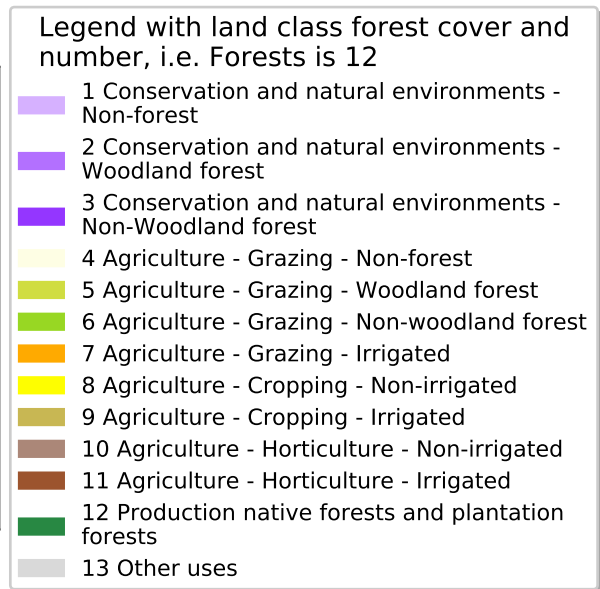 Legend with land class forest cover and
number, i.e. Forests is 12
1 Conservation and natural environments -
Non-forest
2 Conservation and natural environments -
Woodland forest
3 Conservation and natural environments -
Non-Woodland forest
4 Agriculture - Grazing - Non-forest
5 Agriculture - Grazing - Woodland forest
6 Agriculture - Grazing - Non-woodland forest
7 Agriculture - Grazing - Irrigated
8 Agriculture - Cropping - Non-irrigated
9 Agriculture - Cropping - Irrigated
10 Agriculture - Horticulture - Non-irrigated
11 Agriculture - Horticulture - Irrigated
12 Production native forests and plantation
forests
13 Other uses